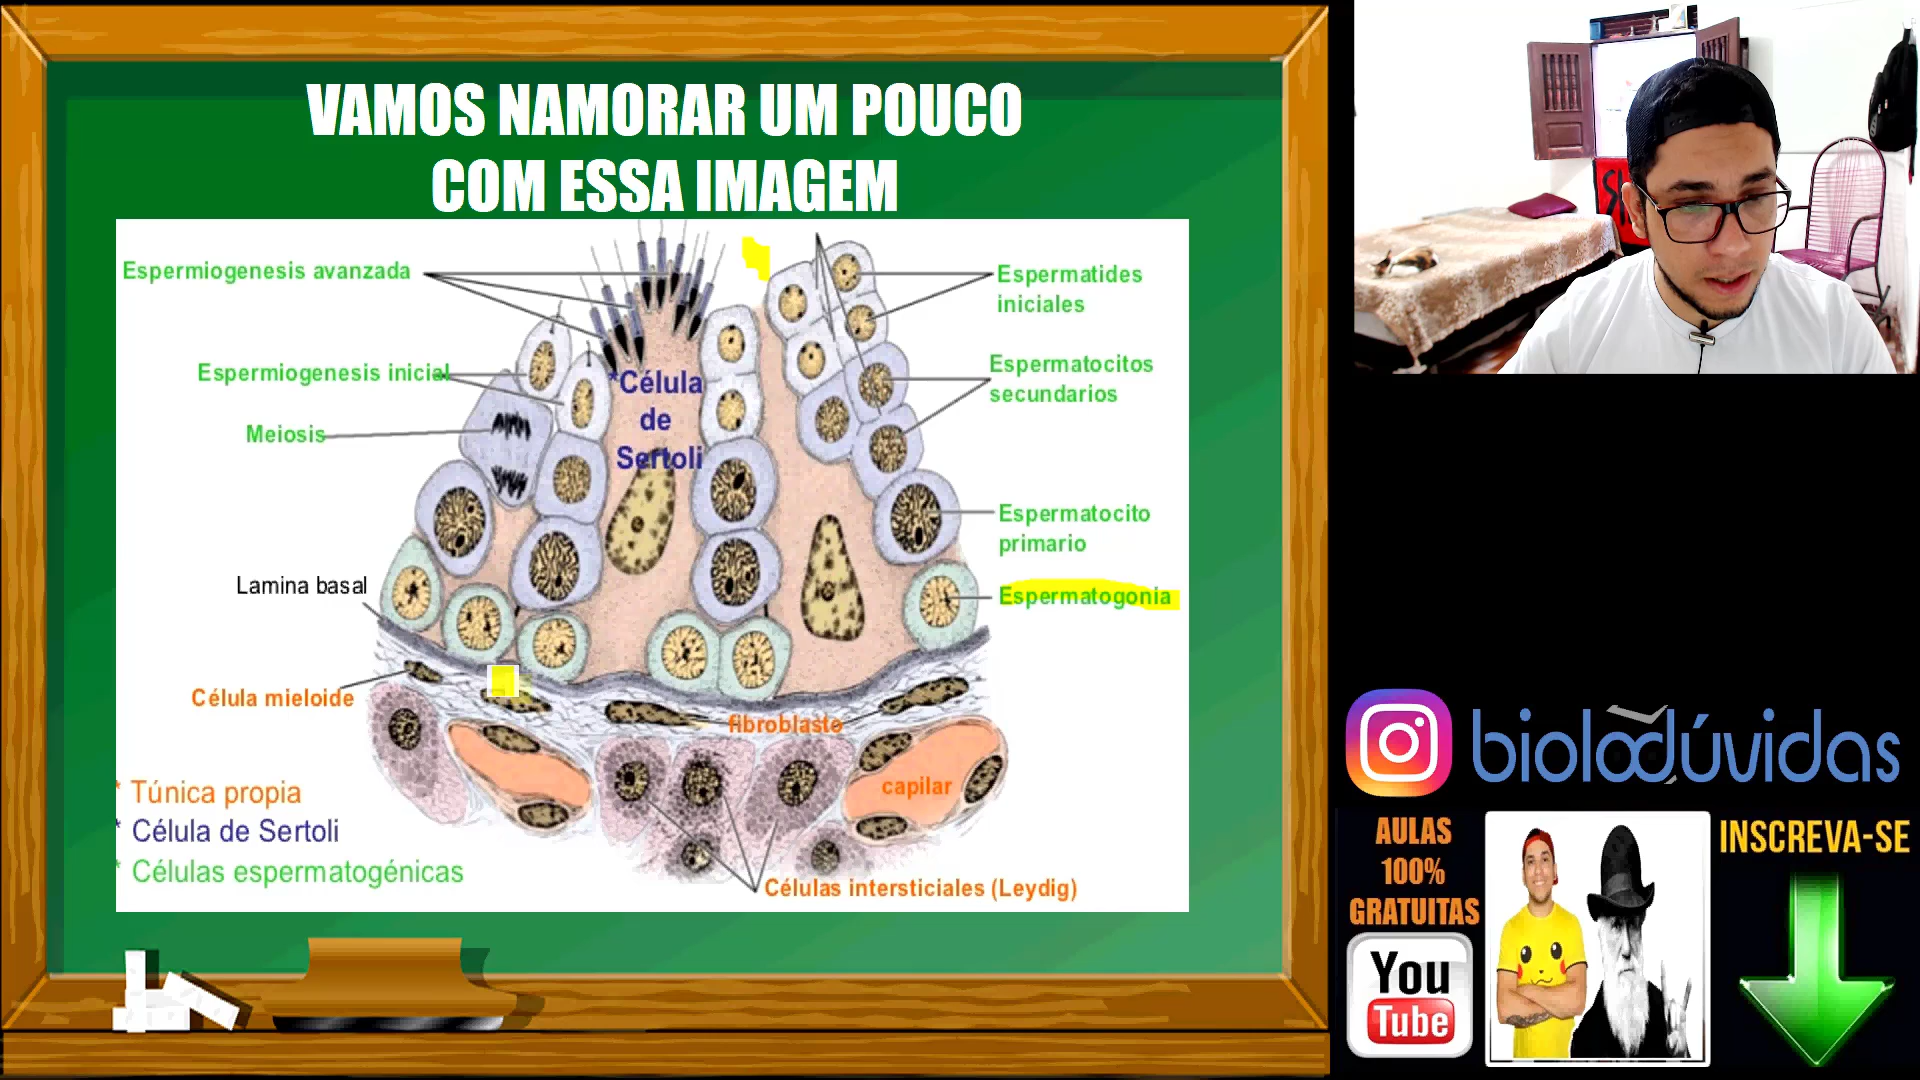 VAMOS NAMORAR UM POUCO
COM ESSA IMAGEM
Espermiogenesis avanzada
Espermiogenesis inicial
Meiosis
Lamina basal
Célula mieloide
* Túnica propia
* Célula de Sertoli
* Células espermatogénicas
*Célula
de
Sertoli
Espermatides
iniciales
Espermatocitos
secundarios
Espermatocito
primario
Espermatogonia
fibroblasto
capilar
Células intersticiales (Leydig)
biolodúvidas
AULAS
100%
GRATUITAS
You
Tube
INSCREVA-SE